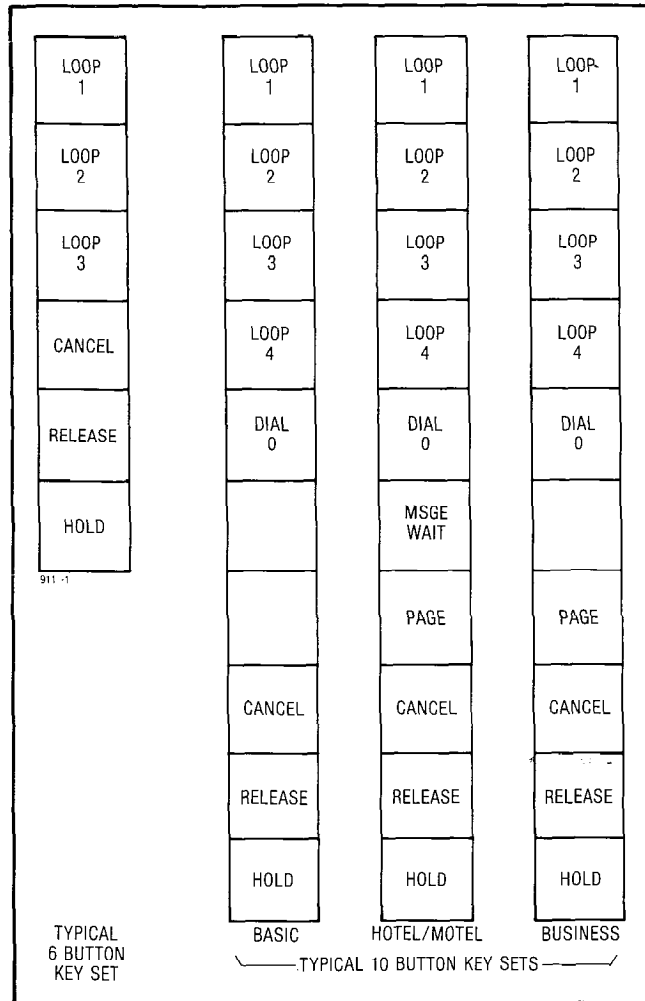 LOOP
1
LOOP
2
LOOP
3
CANCEL
RELEASE
HOLD
911 -1
TYPICAL
6 BUTTON
KEY SET
LOOP
1
LOOP
2
LOOP
3
LOOP
4
DIAL
0
CANCEL
RELEASE
HOLD
BASIC
LOOP
1
LOOP
2
LOOP
3
LOOP
4
DIAL
0
MSGE
WAIT
PAGE
CANCEL
RELEASE
HOLD
HOTEL/MOTEL
LOOP
1
LOOP
2
LOOP
3
LOOP
4
DIAL
0
PAGE
CANCEL
RELEASE
HOLD
BUSINESS
TYPICAL 10 BUTTON KEY SETS